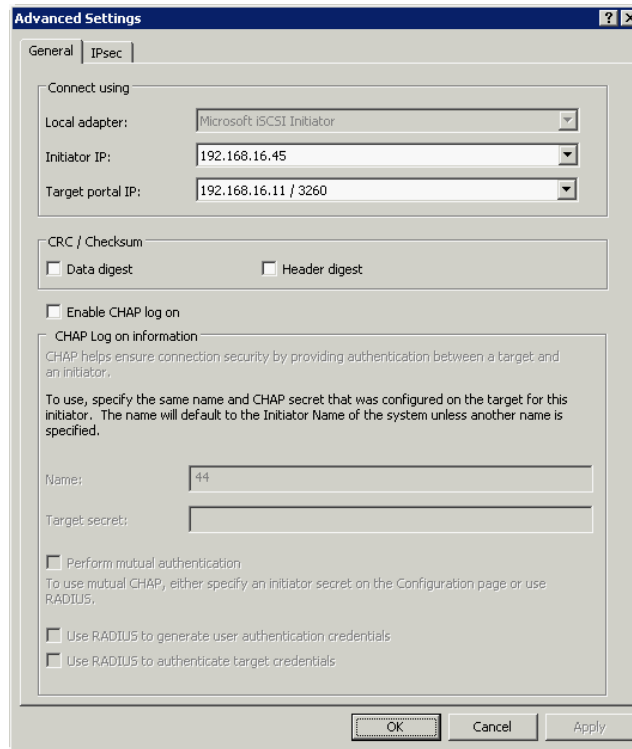 Advanced Settings
General
IPsec
Connect using
Local adapter:
Microsoft iSCSI Initiator
Initiator IP:
192.168.16.45
Target portal IP:
192.168.16.11 / 3260
CRC / Checksum
Data digest
Header digest
Enable CHAP log on
CHAP Log on information
CHAP helps ensure connection security by providing authentication between a target and
an initiator.
To use, specify the same name and CHAP secret that was configured on the target for this
initiator. The name will default to the Initiator Name of the system unless another name is
specified.
Name:
44
Target secret:
Perform mutual authentication
To use mutual CHAP, either specify an initiator secret on the Configuration page or use
RADIUS.
Use RADIUS to generate user authentication credentials
Use RADIUS to authenticate target credentials
OK
Cancel
Apply